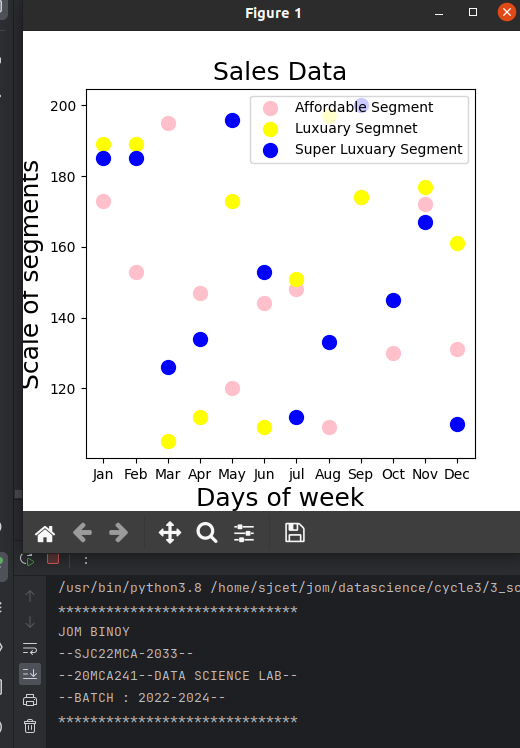 Figure 1
Sales Data
Affordable Segment
Luxuary Segmnet
Super Luxuary Segment
200
180
160
140
120
Scale of segments
Jan Feb Mar Apr May Jun jul Aug Sep Oct Nov Dec
Days of week
/usr/bin/python3.8 /home/sjcet/jom/datascience/cycle3/3_sc
******************************
JOM BINOY
--SJC22MCA-2033--
--20MCA241--DATA SCIENCE LAB--
--BATCH : 2022-2024--
******************************